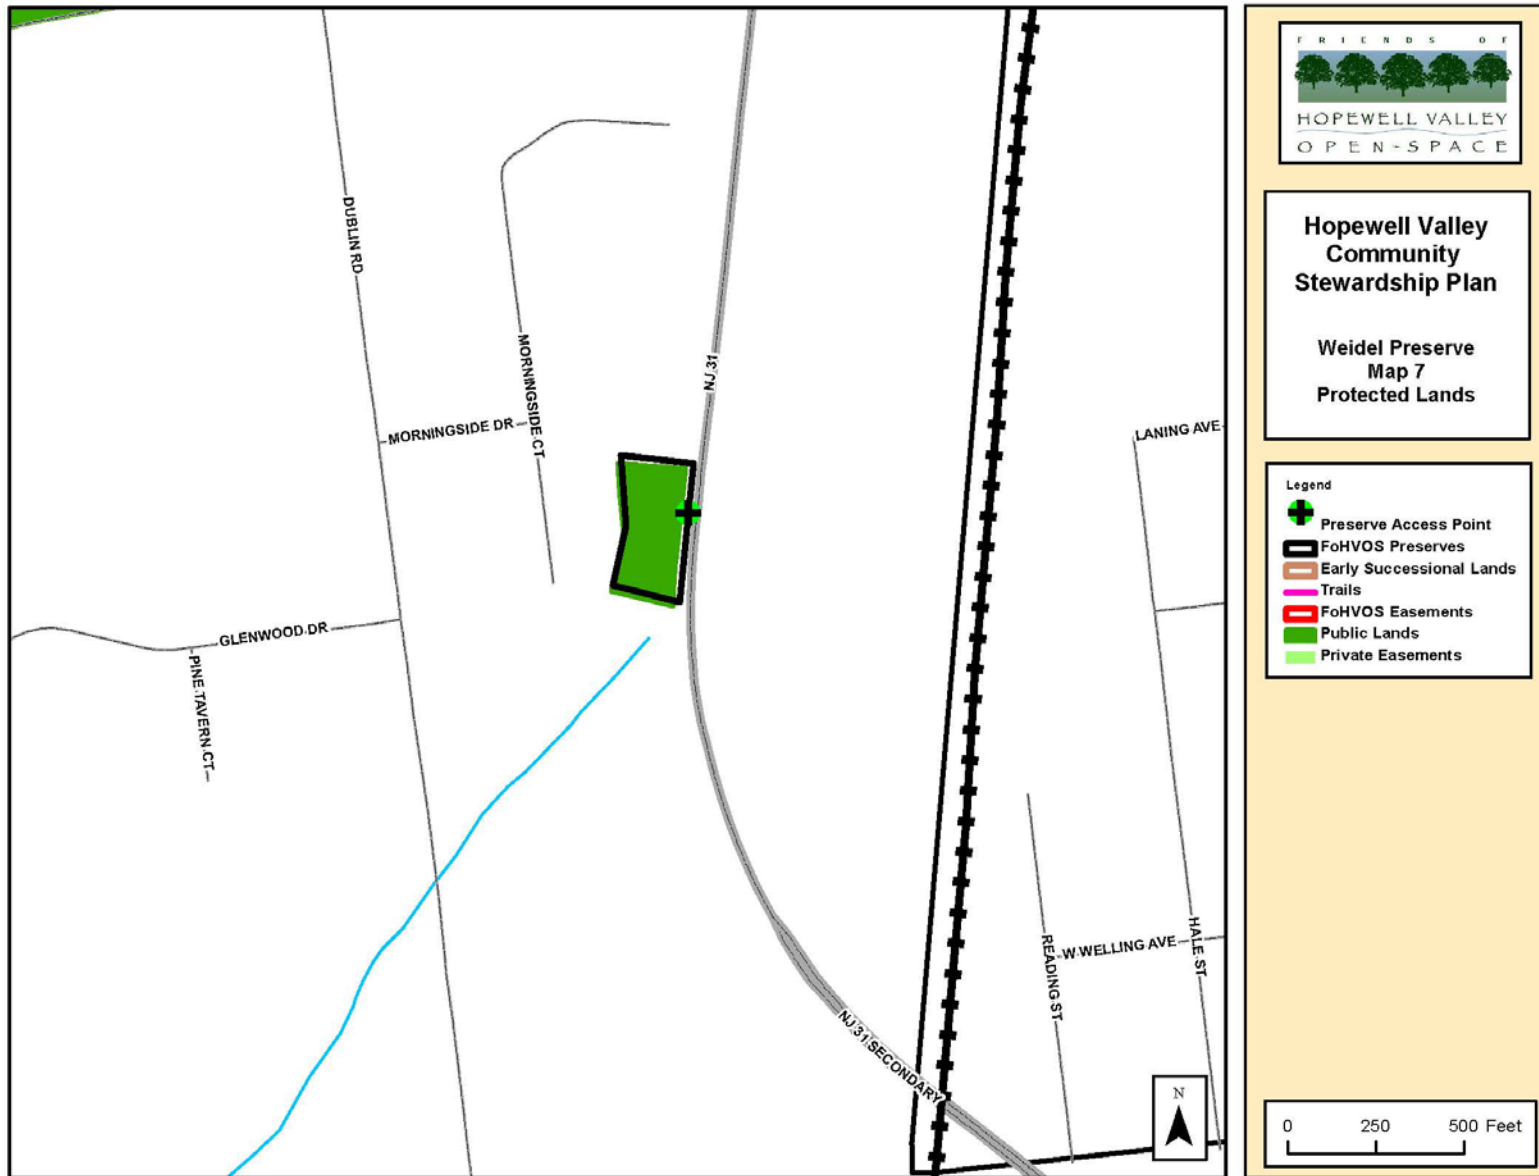 FRIENDS OF
HOPEWELL VALLEY
OPEN-SPACE
Hopewell Valley
Community
Stewardship Plan
Weidel Preserve
Map 7
Protected Lands
Legend
Preserve Access Point
FoHVOS Preserves
Early Successional Lands
Trails
FoHVOS Easements
Public Lands
Private Easements
0 250 500 Feet
DUBLIN RD
MORNINGSIDE CT
MORNINGSIDE DR
NJ 31
LANING AVE
GLENWOOD DR
PINE TAVERN CT
HALE ST
W WELLING AVE
READING ST
NJ 31 SECONDARY
N